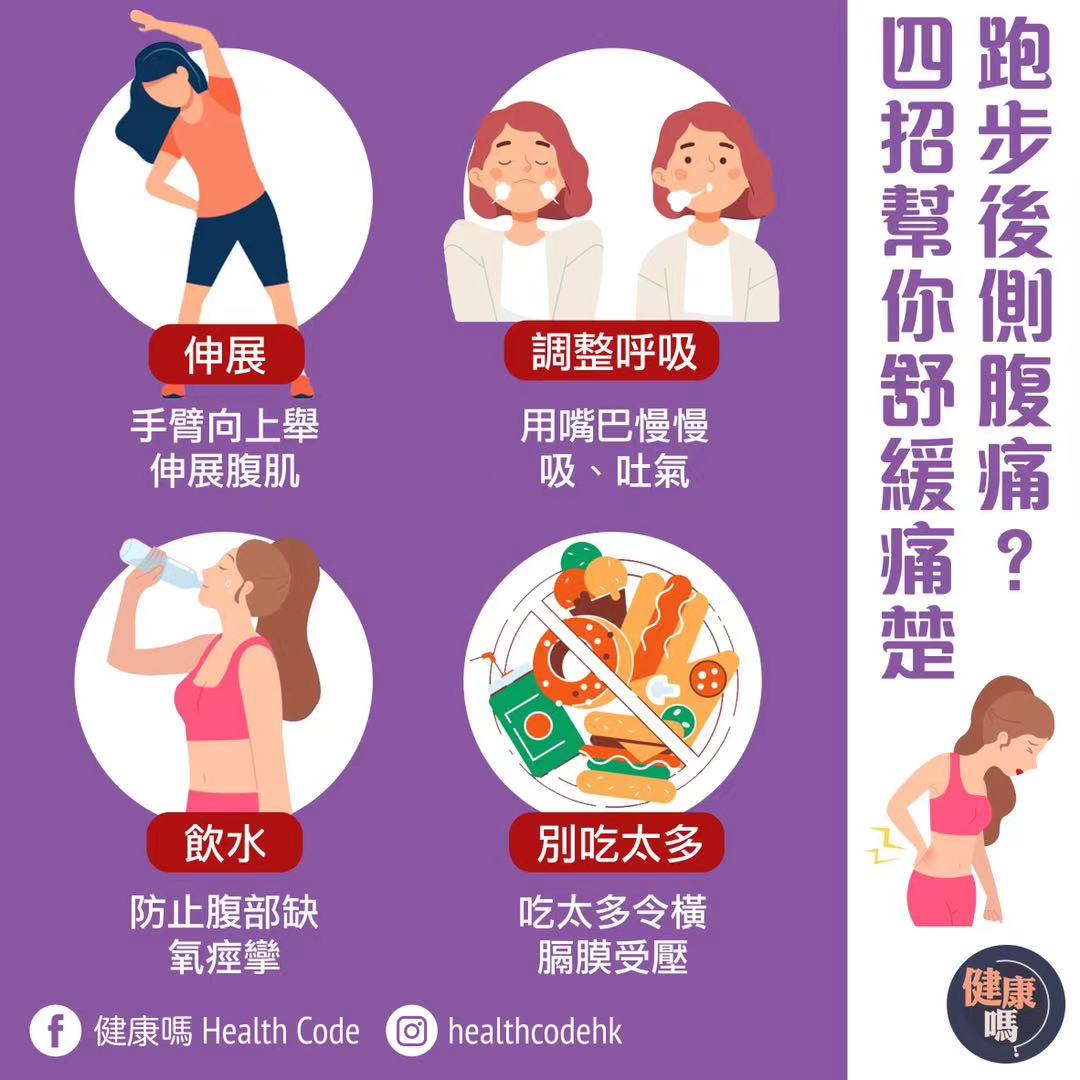 跑步後側腹痛？
四招幫你舒緩痛楚
伸展
手臂向上舉
伸展腹肌
調整呼吸
用嘴巴慢慢
吸、吐氣
飲水
防止腹部缺
氧痙攣
別吃太多
吃太多令橫
膈膜受壓
健康嗎 Health Code
healthcodehk
健康
嗎?